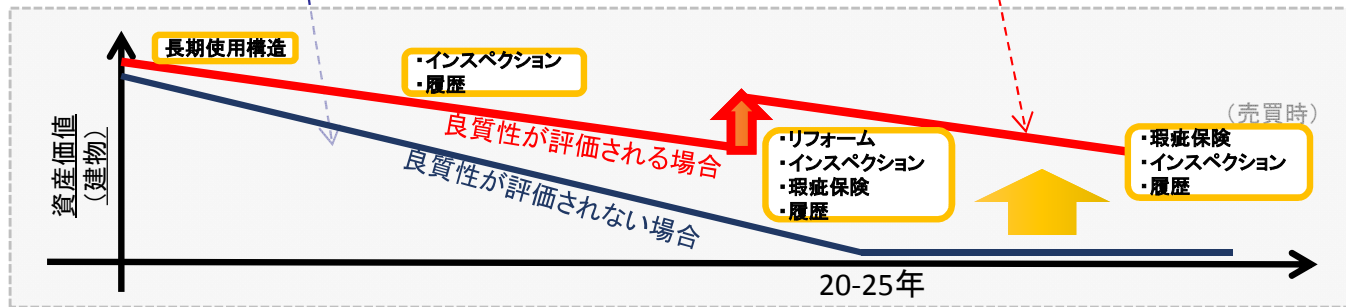 長期使用構造
・インスペクション
・履歴
資産価値
（建物）
良質性が評価される場合
良質性が評価されない場合
・リフォーム
・インスペクション
・瑕疵保険
・履歴
（売買時）
・瑕疵保険
・インスペクション
・履歴
20-25年